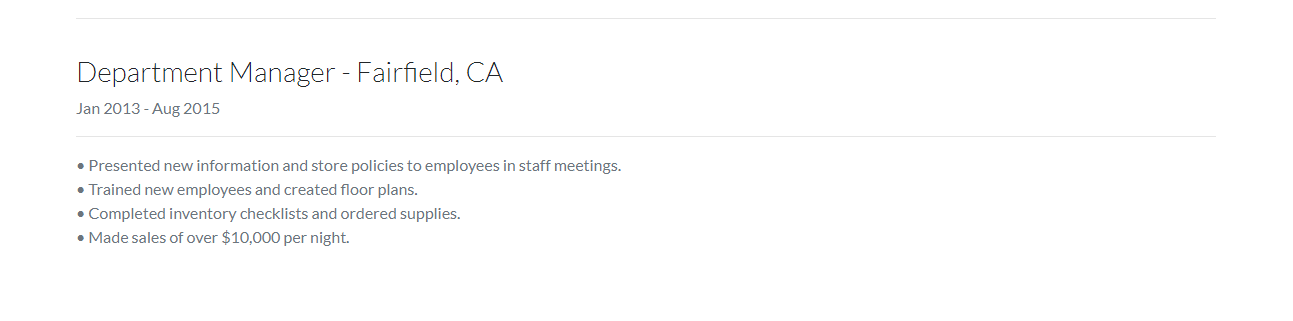 Department Manager - Fairfield, CA
Jan 2013 - Aug 2015
• Presented new information and store policies to employees in staff meetings.
• Trained new employees and created floor plans.
• Completed inventory checklists and ordered supplies.
• Made sales of over $10,000 per night.